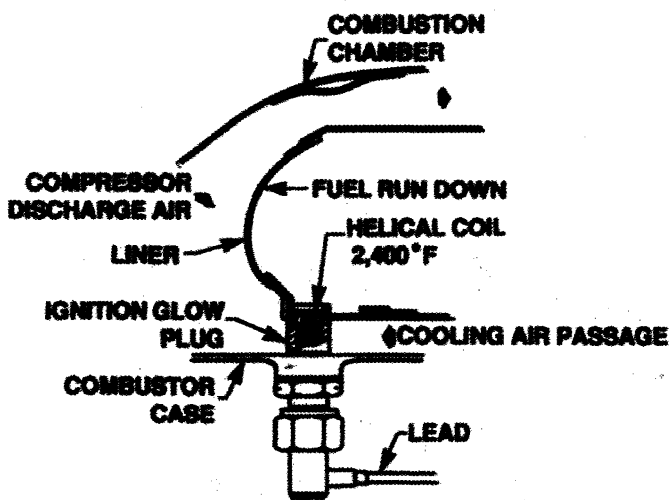 COMBUSTION
CHAMBER
COMPRESSOR
DISCHARGE AIR
FUEL RUN DOWN
HELICAL COIL
2,400°F
LINER
IGNITION GLOW
PLUG
COOLING AIR PASSAGE
COMBUSTOR
CASE
LEAD